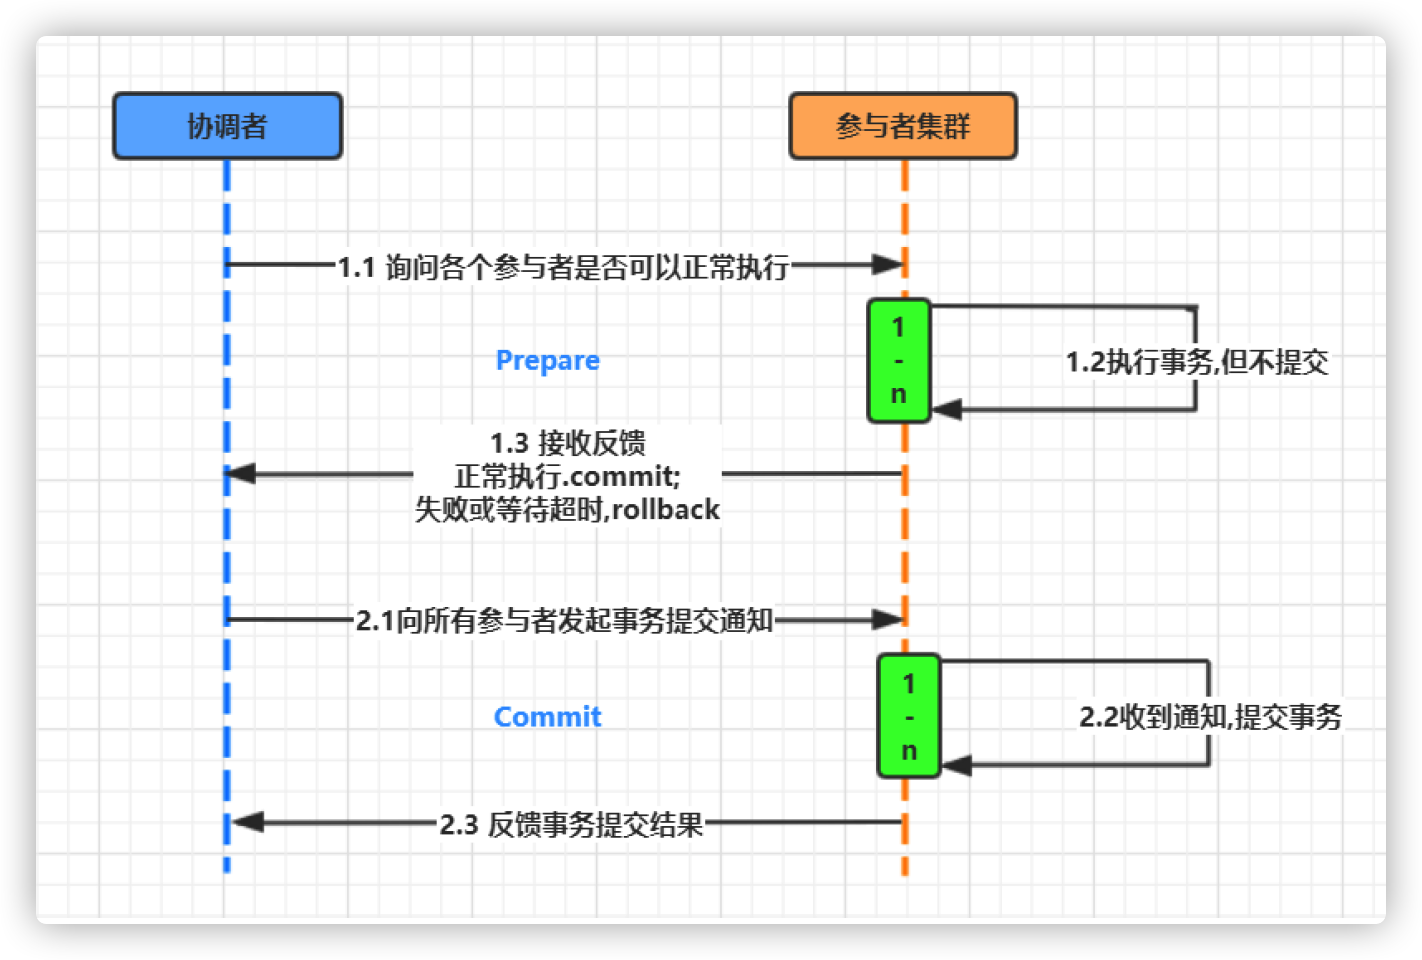 协调者
参与者集群
1.1 询问各个参与者是否可以正常执行
1
-
n
1.2执行事务,但不提交
Prepare
1.3 接收反馈
正常执行.commit;
失败或等待超时,rollback
2.1向所有参与者发起事务提交通知
1
-
n
2.2收到通知,提交事务
Commit
2.3 反馈事务提交结果